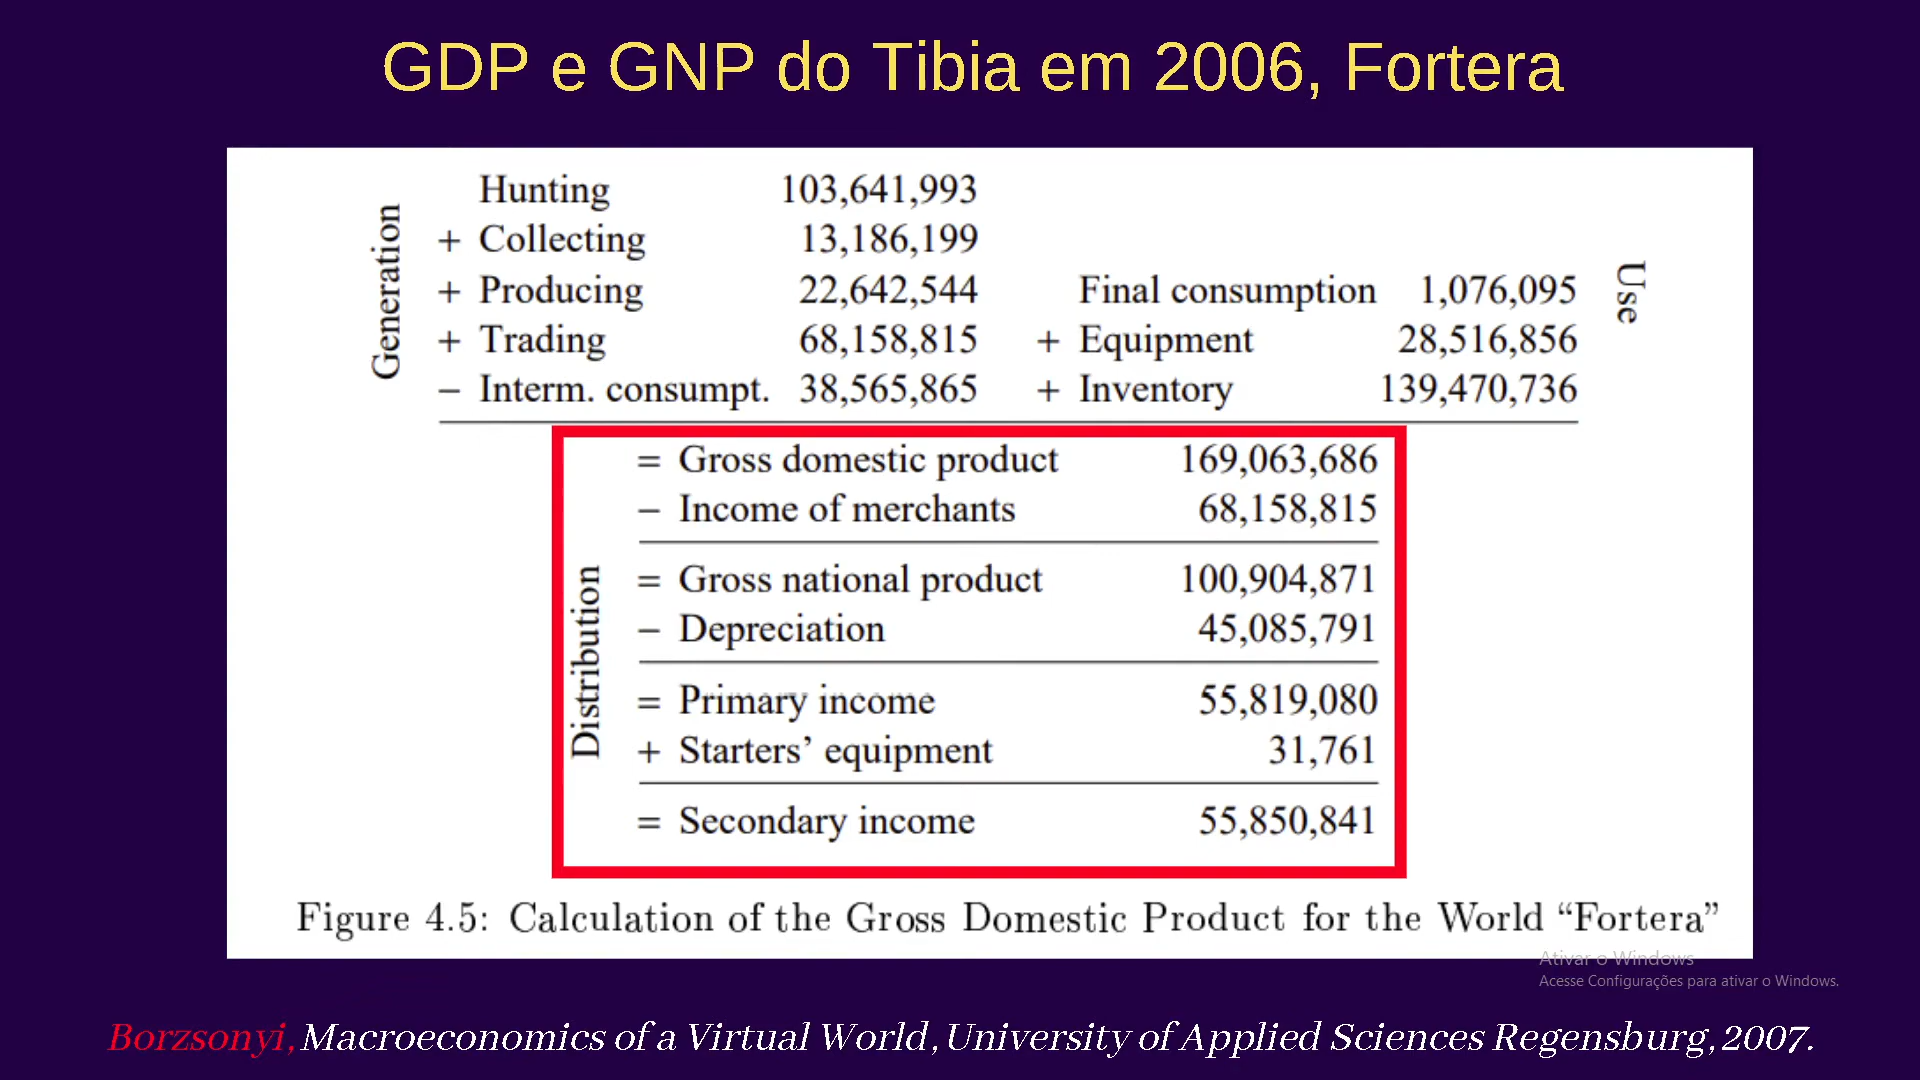 GDP e GNP do Tibia em 2006, Fortera
Generation
Hunting 103,641,993
+ Collecting 13,186,199
+ Producing 22,642,544
+ Trading 68,158,815
− Interm. consumpt. 38,565,865
Use
Final consumption 1,076,095
+ Equipment 28,516,856
+ Inventory 139,470,736
Distribution
= Gross domestic product 169,063,686
− Income of merchants 68,158,815
= Gross national product 100,904,871
− Depreciation 45,085,791
= Primary income 55,819,080
+ Starters’ equipment 31,761
= Secondary income 55,850,841
Figure 4.5: Calculation of the Gross Domestic Product for the World “Fortera”
Ativar o Windows
Acesse Configurações para ativar o Windows.
Borzsonyi, Macroeconomics of a Virtual World, University of Applied Sciences Regensburg, 2007.